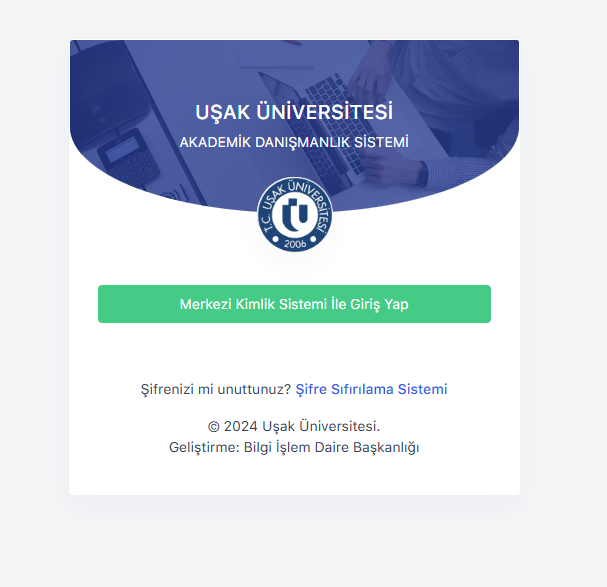 UŞAK ÜNİVERSİTESİ
AKADEMİK DANIŞMANLIK SİSTEMİ
T.C. UŞAK ÜNİVERSİTESİ
2006
Merkezi Kimlik Sistemi İle Giriş Yap
Şifrenizi mi unuttunuz? Şifre Sıfırılama Sistemi
© 2024 Uşak Üniversitesi.
Geliştirme: Bilgi İşlem Daire Başkanlığı